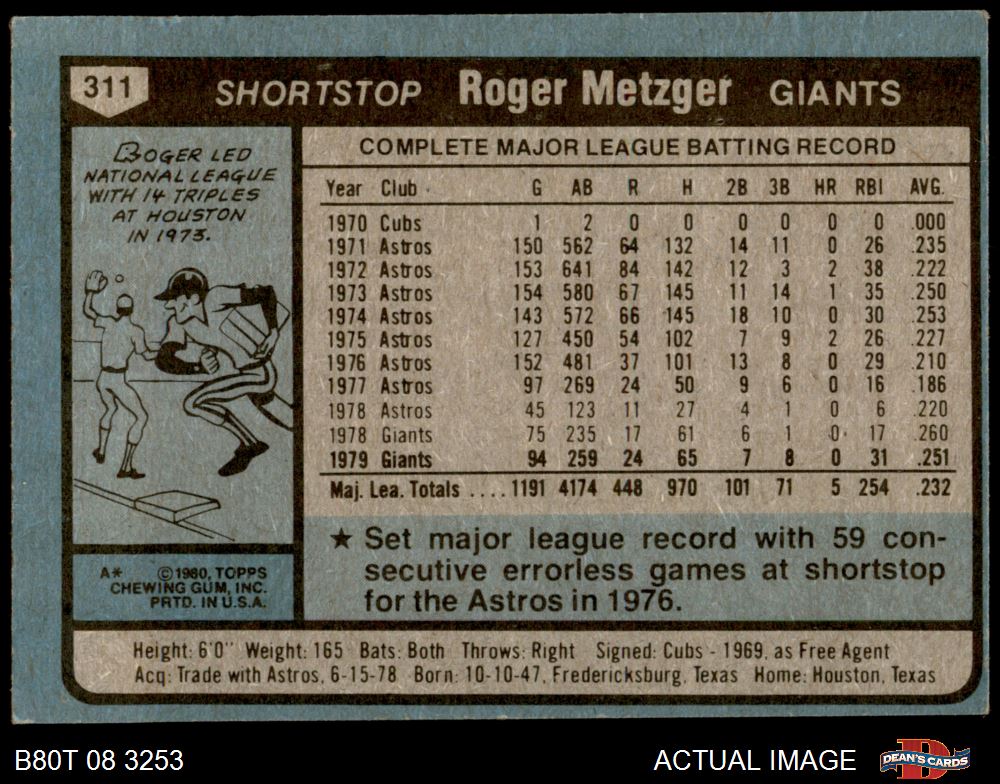 311 SHORTSTOP Roger Metzger GIANTS
ROGER LED
NATIONAL LEAGUE
WITH 14 TRIPLES
AT HOUSTON
IN 1973.
COMPLETE MAJOR LEAGUE BATTING RECORD
Year Club G AB R H 2B 3B HR RBI AVG.
1970 Cubs 1 2 0 0 0 0 0 0 .000
1971 Astros 150 562 64 132 14 11 0 26 .235
1972 Astros 153 641 84 142 12 3 2 38 .222
1973 Astros 154 580 67 145 11 14 1 35 .250
1974 Astros 143 572 66 145 18 10 0 30 .253
1975 Astros 127 450 54 102 7 9 2 26 .227
1976 Astros 152 481 37 101 13 8 0 29 .210
1977 Astros 97 269 24 50 9 6 0 16 .186
1978 Astros 45 123 11 27 4 1 0 6 .220
1978 Giants 75 235 17 61 6 1 0 17 .260
1979 Giants 94 259 24 65 7 8 0 31 .251
Maj. Lea. Totals .... 1191 4174 448 970 101 71 5 254 .232
★ Set major league record with 59 con-
secutive errorless games at shortstop
for the Astros in 1976.
A* ©1980, TOPPS
CHEWING GUM, INC.
PRTD. IN U.S.A.
Height: 6'0" Weight: 165 Bats: Both Throws: Right Signed: Cubs - 1969, as Free Agent
Acq: Trade with Astros, 6-15-78 Born: 10-10-47, Fredericksburg, Texas Home: Houston, Texas
B80T 08 3253 ACTUAL IMAGE DEAN'S CARDS